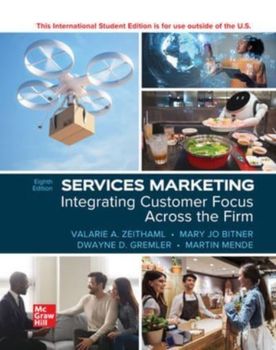 This International Student Edition is for use outside of the U.S.
Eighth
Edition
SERVICES MARKETING
Integrating Customer Focus
Across the Firm
VALARIE A. ZEITHAML • MARY JO BITNER
DWAYNE D. GREMLER • MARTIN MENDE
Mc
Graw
Hill